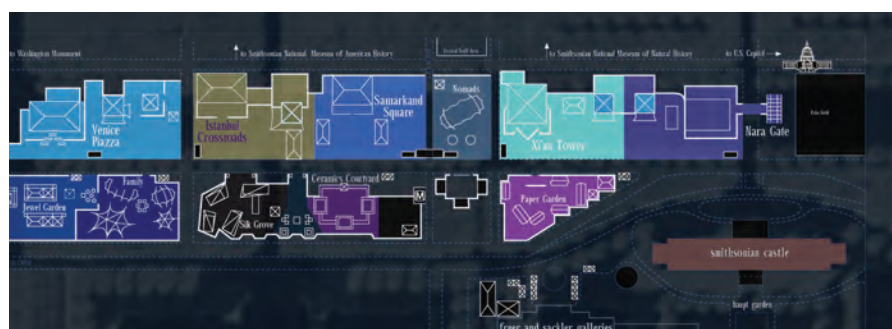 to Washington Monument
to Smithsonian National Museum of American History
to Smithsonian National Museum of Natural History
to U.S. Capitol
Venice
Piazza
Istanbul
Crossroads
Samarkand
Square
Nomads
Xi'an Tower
Nara Gate
Jewel Garden
Family
Silk Grove
Ceramics Courtyard
M
Paper Garden
smithsonian castle
haupt garden
freer and sackler galleries